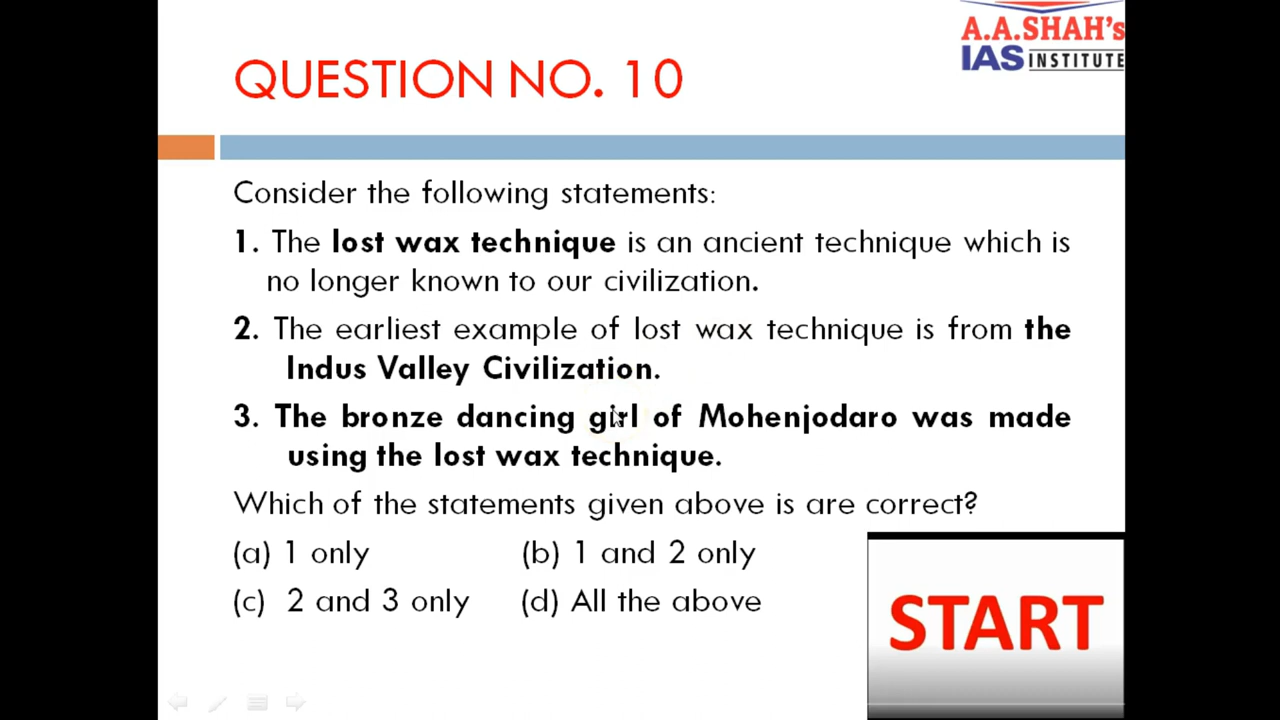 A.A.SHAH's
IAS INSTITUTE
QUESTION NO. 10
Consider the following statements:
1. The lost wax technique is an ancient technique which is
no longer known to our civilization.
2. The earliest example of lost wax technique is from the
Indus Valley Civilization.
3. The bronze dancing girl of Mohenjodaro was made
using the lost wax technique.
Which of the statements given above is are correct?
(a) 1 only (b) 1 and 2 only
(c) 2 and 3 only (d) All the above
START